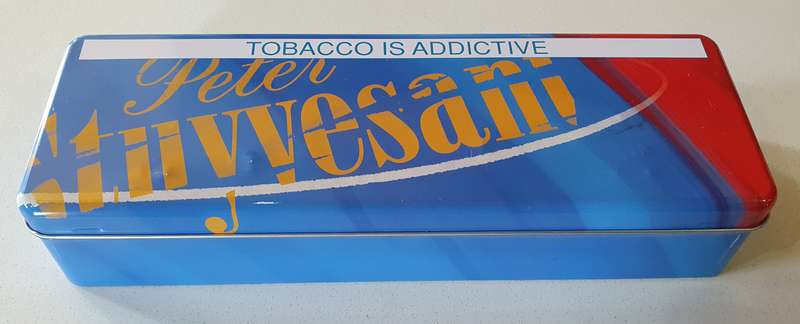 TOBACCO IS ADDICTIVE
Peter
Stuyvesant